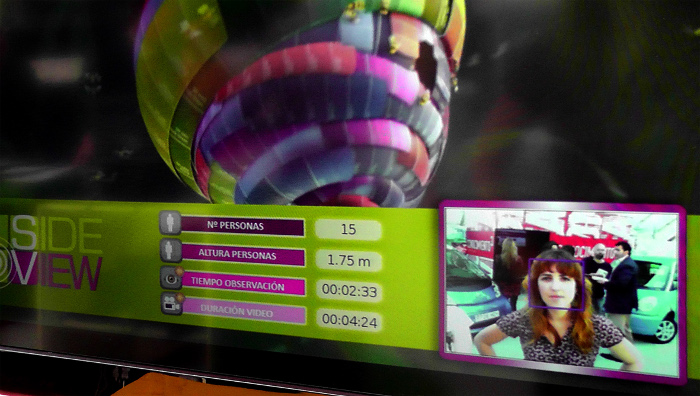 SIDE
VIEW
Nº PERSONAS
15
ALTURA PERSONAS
1.75 m
TIEMPO OBSERVACIÓN
00:02:33
DURACIÓN VIDEO
00:04:24